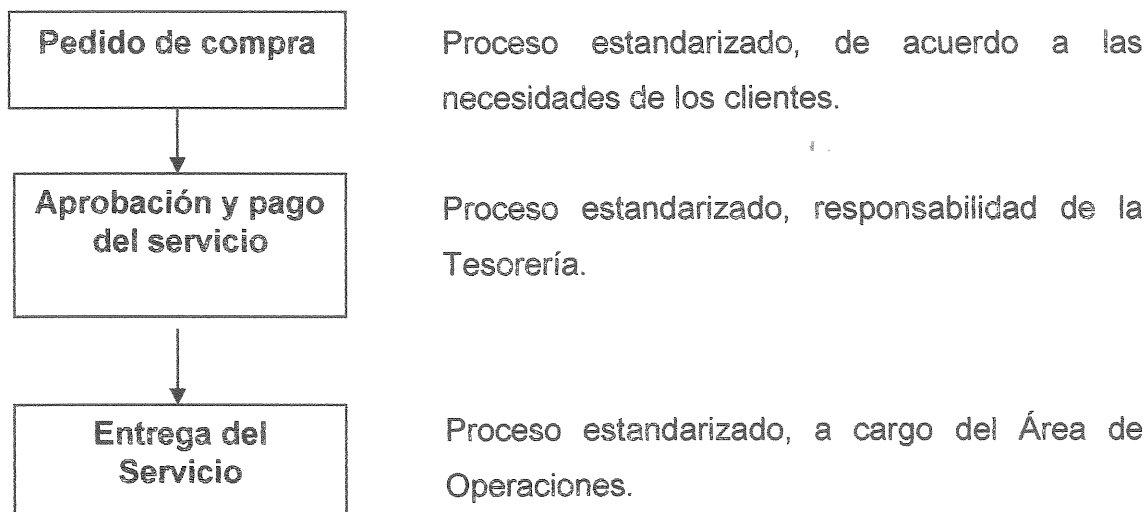 Pedido de compra
Proceso estandarizado, de acuerdo a las
necesidades de los clientes.
Aprobación y pago
del servicio
Proceso estandarizado, responsabilidad de la
Tesorería.
Entrega del
Servicio
Proceso estandarizado, a cargo del Área de
Operaciones.